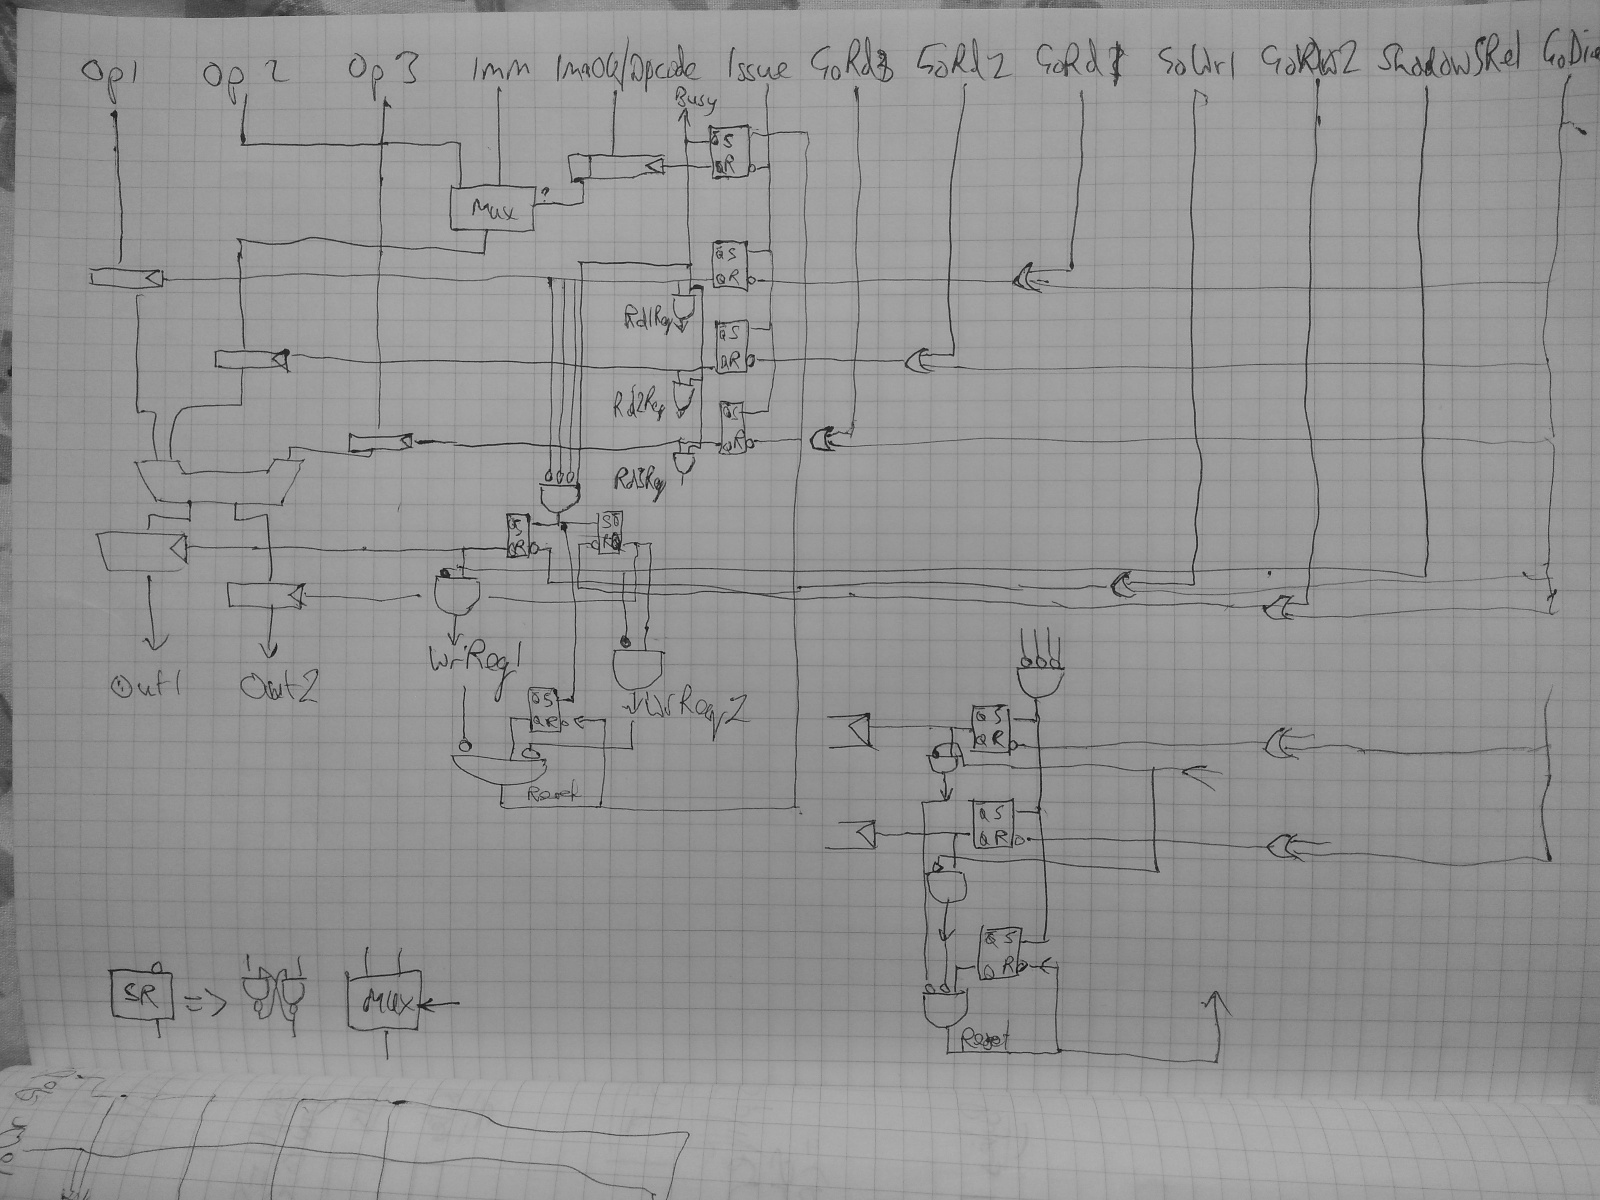 Op1 Op2 Op3 Imm ImmOK/Opcode Issue GoRd3 GoRd2 GoRd1 GoWr1 GoWr2 ShadowSRel GoDie
Busy
Q̅ S
Q R
Mux ?
Q̅ S
Q R
Rd1Req
Q̅ S
Q R
Rd2Req
Q̅ S
Q R
Rd3Req
Q̅ S S Q̅
Q R R Q
WrReq1
Out1 Out2
WrReq2
Q̅ S
Q R
Reset
Q̅ S
Q R
Q̅ S
Q R
Q̅ S
Q R
SR => Mux
Reset